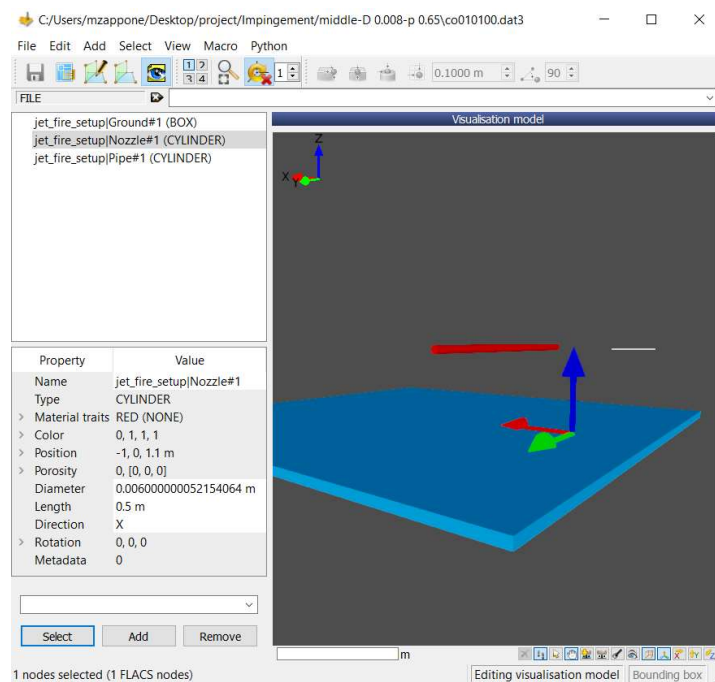 C:/Users/mzappone/Desktop/project/Impingement/middle-D 0.008-p 0.65\co010100.dat3
File Edit Add Select View Macro Python
1 2
3 4
1
0.1000 m
90
FILE
Visualisation model
jet_fire_setup|Ground#1 (BOX)
jet_fire_setup|Nozzle#1 (CYLINDER)
jet_fire_setup|Pipe#1 (CYLINDER)
Z
X
Y
Property Value
Name jet_fire_setup|Nozzle#1
Type CYLINDER
Material traits RED (NONE)
Color 0, 1, 1, 1
Position -1, 0, 1.1 m
Porosity 0, [0, 0, 0]
Diameter 0.006000000052154064 m
Length 0.5 m
Direction X
Rotation 0, 0, 0
Metadata 0
Select Add Remove
m
1 nodes selected (1 FLACS nodes)
Editing visualisation model Bounding box